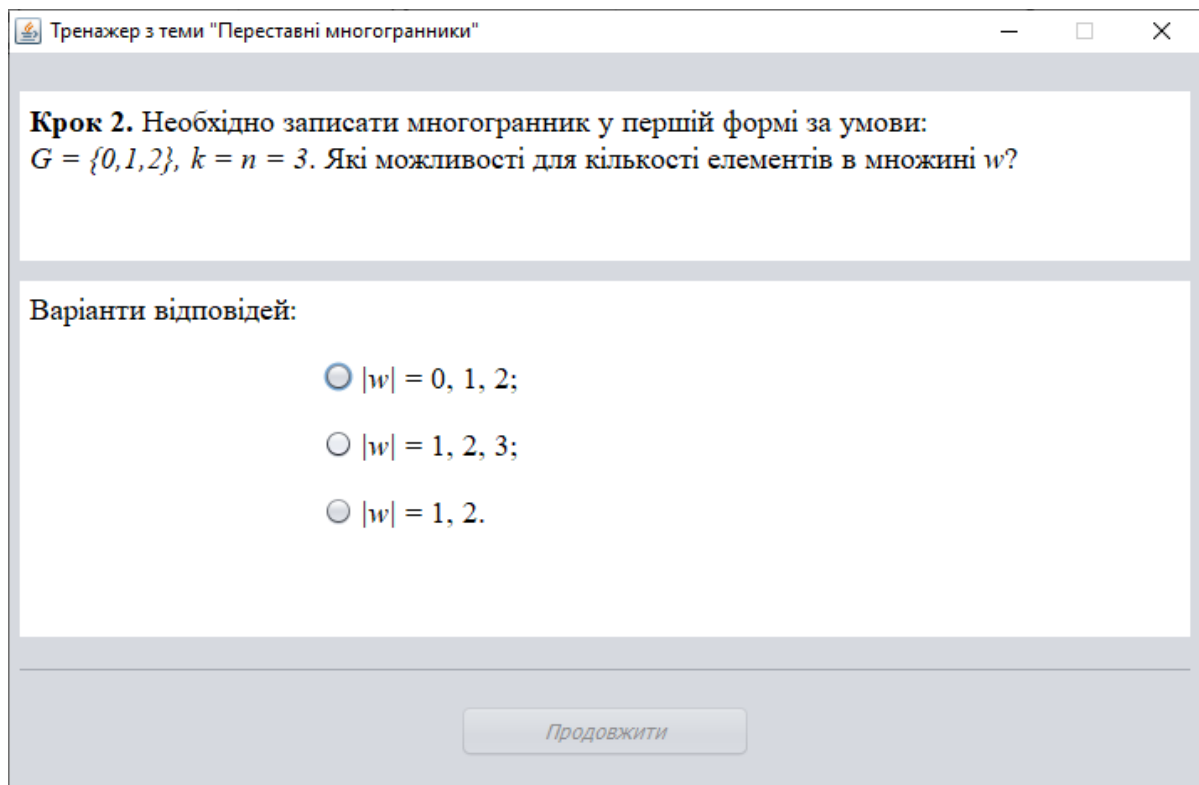 Тренажер з теми "Переставні многогранники"
Крок 2. Необхідно записати многогранник у першій формі за умови:
G = {0,1,2}, k = n = 3. Які можливості для кількості елементів в множині w?
Варіанти відповідей:
|w| = 0, 1, 2;
|w| = 1, 2, 3;
|w| = 1, 2.
Продовжити